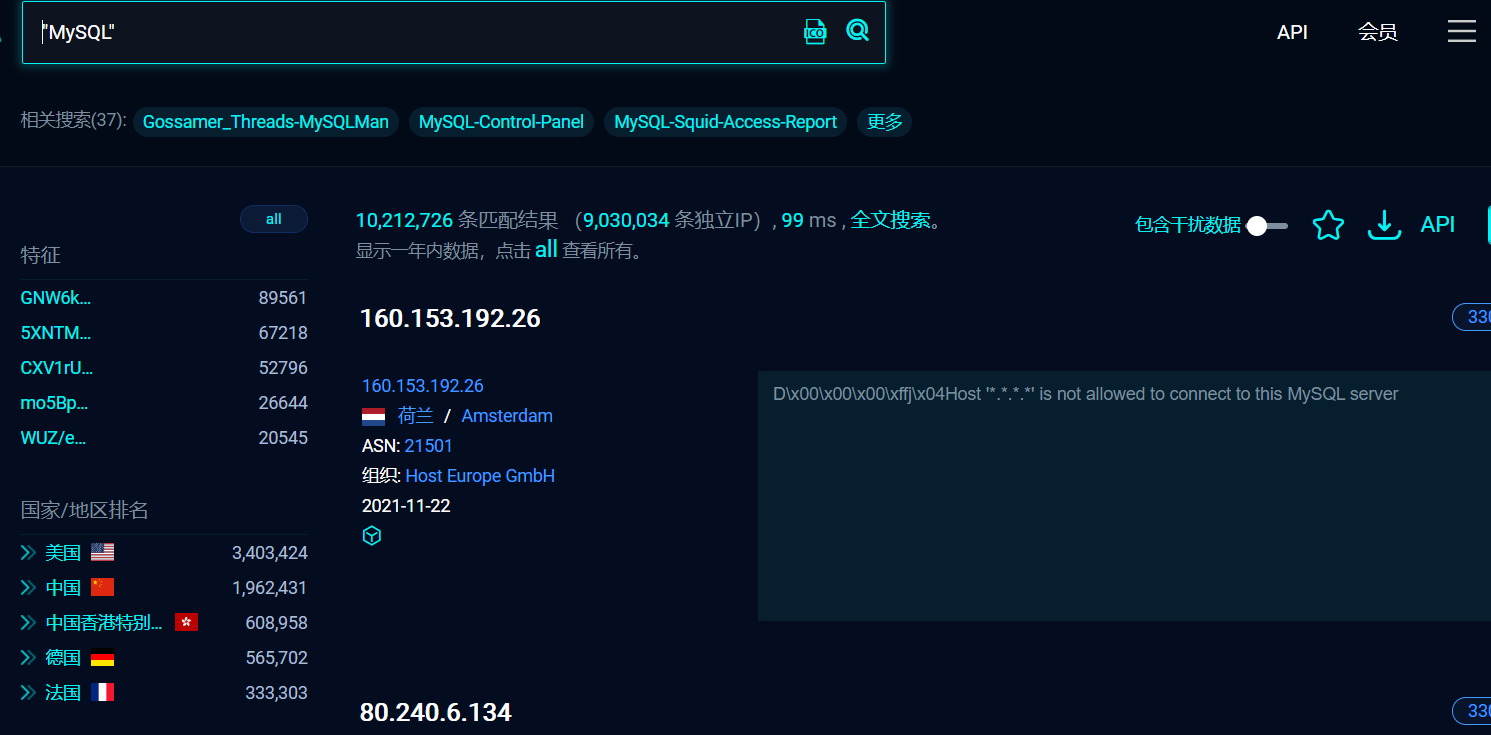 "MySQL"
API 会员
相关搜索(37): Gossamer_Threads-MySQLMan MySQL-Control-Panel MySQL-Squid-Access-Report 更多
all
10,212,726 条匹配结果 （9,030,034 条独立IP）, 99 ms , 全文搜索。
显示一年内数据，点击 all 查看所有。
包含干扰数据 API
特征
GNW6k... 89561
5XNTM... 67218
CXV1rU... 52796
mo5Bp... 26644
WUZ/e... 20545
国家/地区排名
美国 3,403,424
中国 1,962,431
中国香港特别... 608,958
德国 565,702
法国 333,303
160.153.192.26
330
160.153.192.26
荷兰 / Amsterdam
ASN: 21501
组织: Host Europe GmbH
2021-11-22
D\x00\x00\x00\xffj\x04Host '*.*.*.*' is not allowed to connect to this MySQL server
80.240.6.134
330